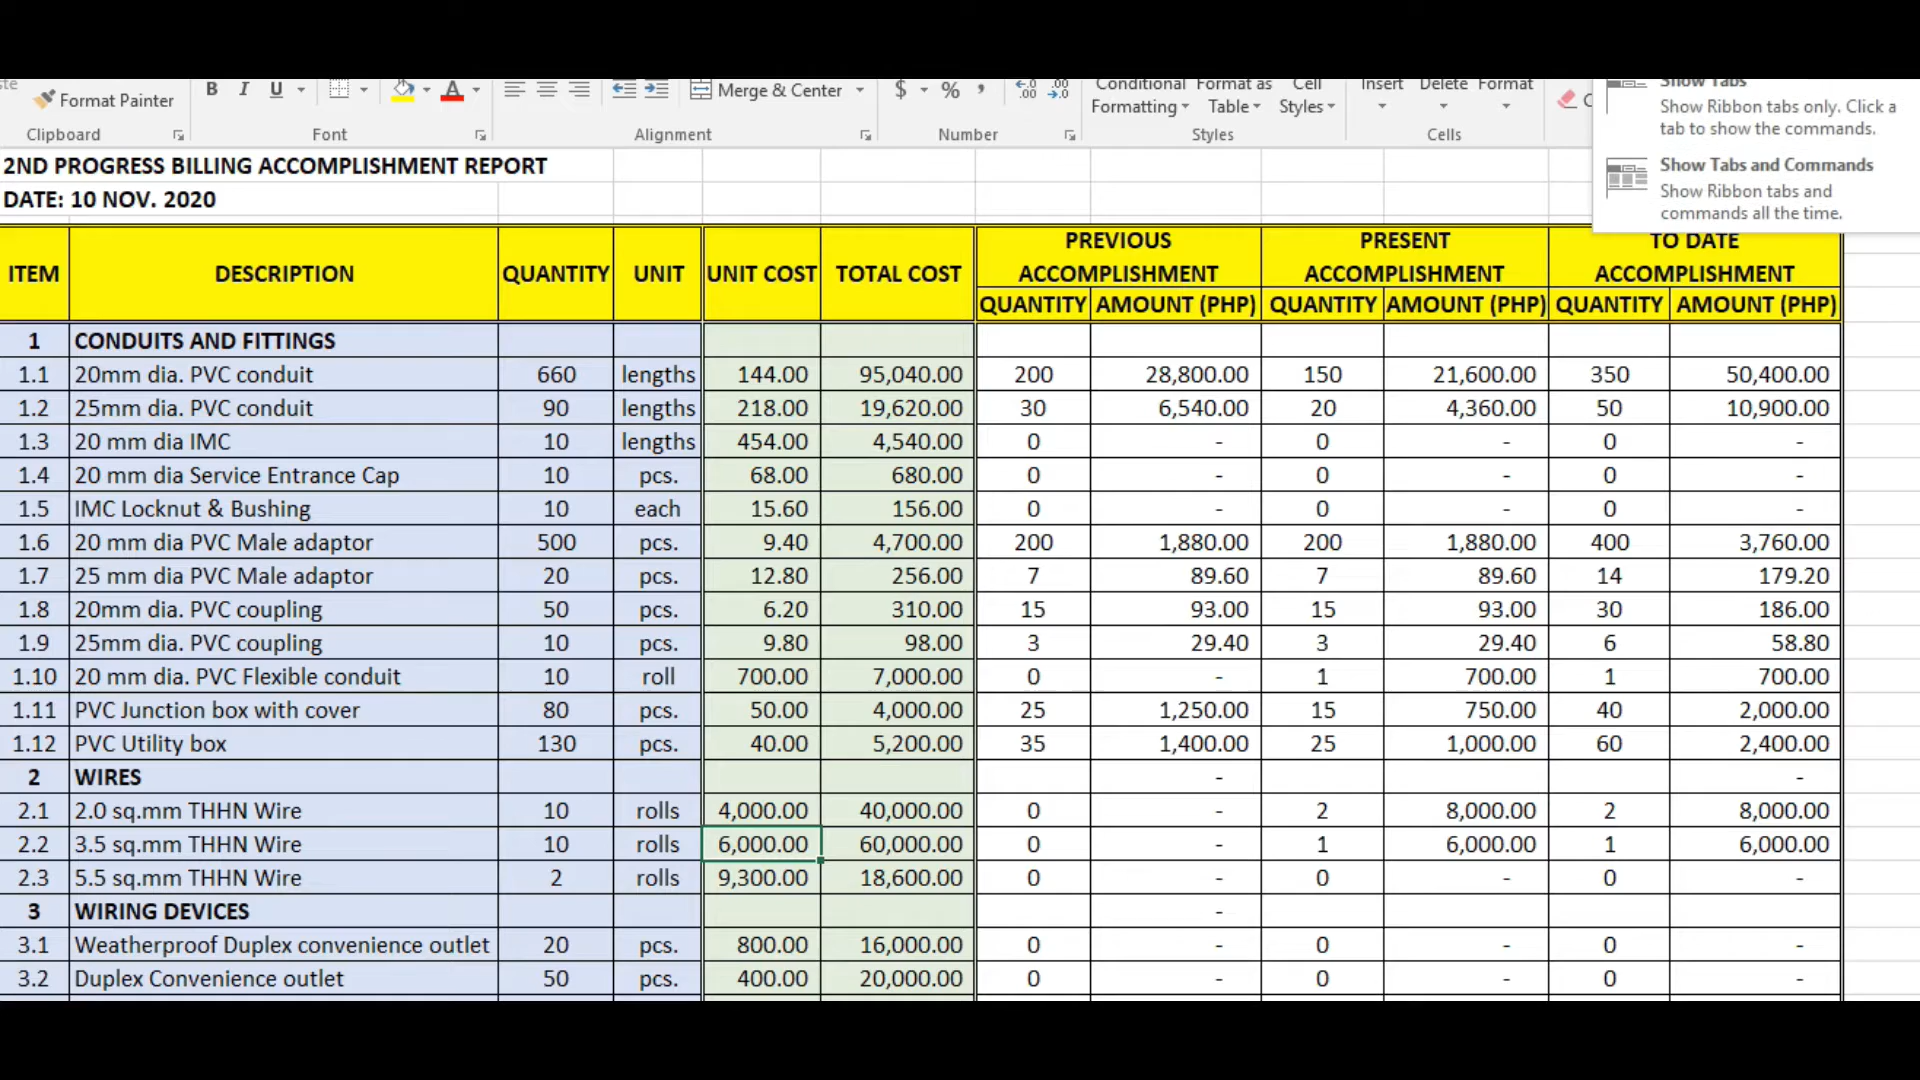 Format Painter
B I U
A
Merge & Center
$ % ,
Conditional Formatting
Format as Table
Cell Styles
Insert Delete Format
Clipboard
Font
Alignment
Number
Styles
Cells
Show Tabs
Show Ribbon tabs only. Click a
tab to show the commands.
Show Tabs and Commands
Show Ribbon tabs and
commands all the time.
2ND PROGRESS BILLING ACCOMPLISHMENT REPORT
DATE: 10 NOV. 2020
ITEM DESCRIPTION QUANTITY UNIT UNIT COST TOTAL COST
PREVIOUS ACCOMPLISHMENT
PRESENT ACCOMPLISHMENT
TO DATE ACCOMPLISHMENT
QUANTITY AMOUNT (PHP) QUANTITY AMOUNT (PHP) QUANTITY AMOUNT (PHP)
1 CONDUITS AND FITTINGS
1.1 20mm dia. PVC conduit 660 lengths 144.00 95,040.00 200 28,800.00 150 21,600.00 350 50,400.00
1.2 25mm dia. PVC conduit 90 lengths 218.00 19,620.00 30 6,540.00 20 4,360.00 50 10,900.00
1.3 20 mm dia IMC 10 lengths 454.00 4,540.00 0 - 0 - 0 -
1.4 20 mm dia Service Entrance Cap 10 pcs. 68.00 680.00 0 - 0 - 0 -
1.5 IMC Locknut & Bushing 10 each 15.60 156.00 0 - 0 - 0 -
1.6 20 mm dia PVC Male adaptor 500 pcs. 9.40 4,700.00 200 1,880.00 200 1,880.00 400 3,760.00
1.7 25 mm dia PVC Male adaptor 20 pcs. 12.80 256.00 7 89.60 7 89.60 14 179.20
1.8 20mm dia. PVC coupling 50 pcs. 6.20 310.00 15 93.00 15 93.00 30 186.00
1.9 25mm dia. PVC coupling 10 pcs. 9.80 98.00 3 29.40 3 29.40 6 58.80
1.10 20 mm dia. PVC Flexible conduit 10 roll 700.00 7,000.00 0 - 1 700.00 1 700.00
1.11 PVC Junction box with cover 80 pcs. 50.00 4,000.00 25 1,250.00 15 750.00 40 2,000.00
1.12 PVC Utility box 130 pcs. 40.00 5,200.00 35 1,400.00 25 1,000.00 60 2,400.00
2 WIRES - -
2.1 2.0 sq.mm THHN Wire 10 rolls 4,000.00 40,000.00 0 - 2 8,000.00 2 8,000.00
2.2 3.5 sq.mm THHN Wire 10 rolls 6,000.00 60,000.00 0 - 1 6,000.00 1 6,000.00
2.3 5.5 sq.mm THHN Wire 2 rolls 9,300.00 18,600.00 0 - 0 - 0 -
3 WIRING DEVICES -
3.1 Weatherproof Duplex convenience outlet 20 pcs. 800.00 16,000.00 0 - 0 - 0 -
3.2 Duplex Convenience outlet 50 pcs. 400.00 20,000.00 0 - 0 - 0 -